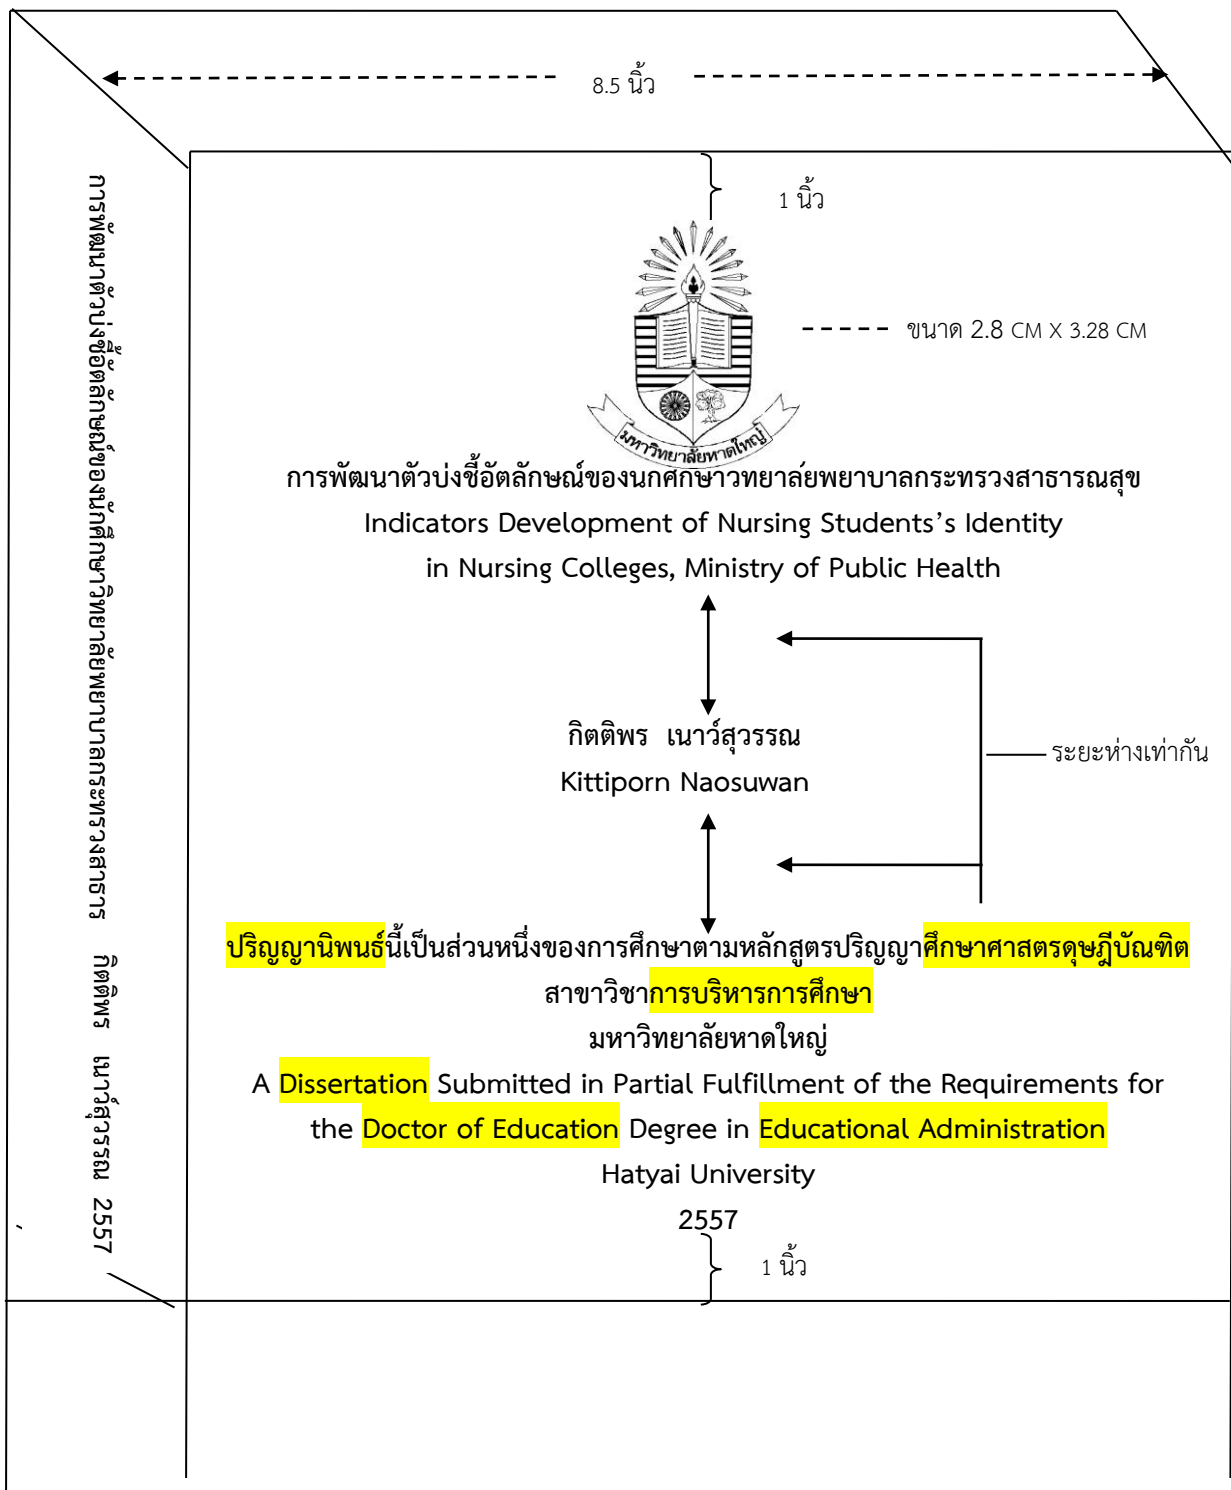 8.5 นิ้ว
1 นิ้ว
ขนาด 2.8 CM X 3.28 CM
มหาวิทยาลัยหาดใหญ่
การพัฒนาตัวบ่งชี้อัตลักษณ์ของนกศกษาวทยาลัยพยาบาลกระทรวงสาธารณสุข
Indicators Development of Nursing Students’s Identity
in Nursing Colleges, Ministry of Public Health
กิตติพร เนาว์สุวรรณ
Kittiporn Naosuwan
ระยะห่างเท่ากัน
ปริญญานิพนธ์นี้เป็นส่วนหนึ่งของการศึกษาตามหลักสูตรปริญญาศึกษาศาสตรดุษฎีบัณฑิต
สาขาวิชาการบริหารการศึกษา
มหาวิทยาลัยหาดใหญ่
A Dissertation Submitted in Partial Fulfillment of the Requirements for
the Doctor of Education Degree in Educational Administration
Hatyai University
2557
1 นิ้ว
การพัฒนาตัวบ่งชี้อัตลักษณ์ของนักศึกษาวิทยาลัยพยาบาลกระทรวงสาธาร กิตติพร เนาว์สุวรรณ 2557